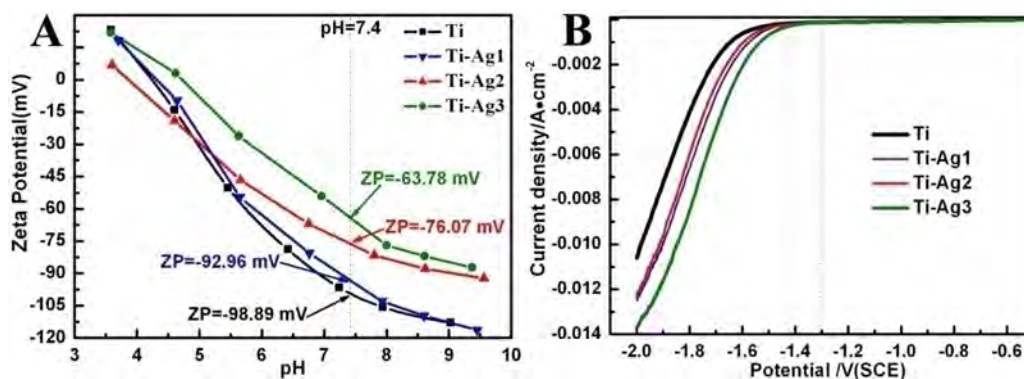 A
Zeta Potential(mV)
0
-15
-30
-45
-60
-75
-90
-105
-120
3 4 5 6 7 8 9 10
pH
pH=7.4
Ti
Ti-Ag1
Ti-Ag2
Ti-Ag3
ZP=-63.78 mV
ZP=-76.07 mV
ZP=-92.96 mV
ZP=-98.89 mV
B
Current density/A•cm-2
-0.002
-0.004
-0.006
-0.008
-0.010
-0.012
-0.014
-2.0 -1.8 -1.6 -1.4 -1.2 -1.0 -0.8 -0.6
Potential /V(SCE)
Ti
Ti-Ag1
Ti-Ag2
Ti-Ag3